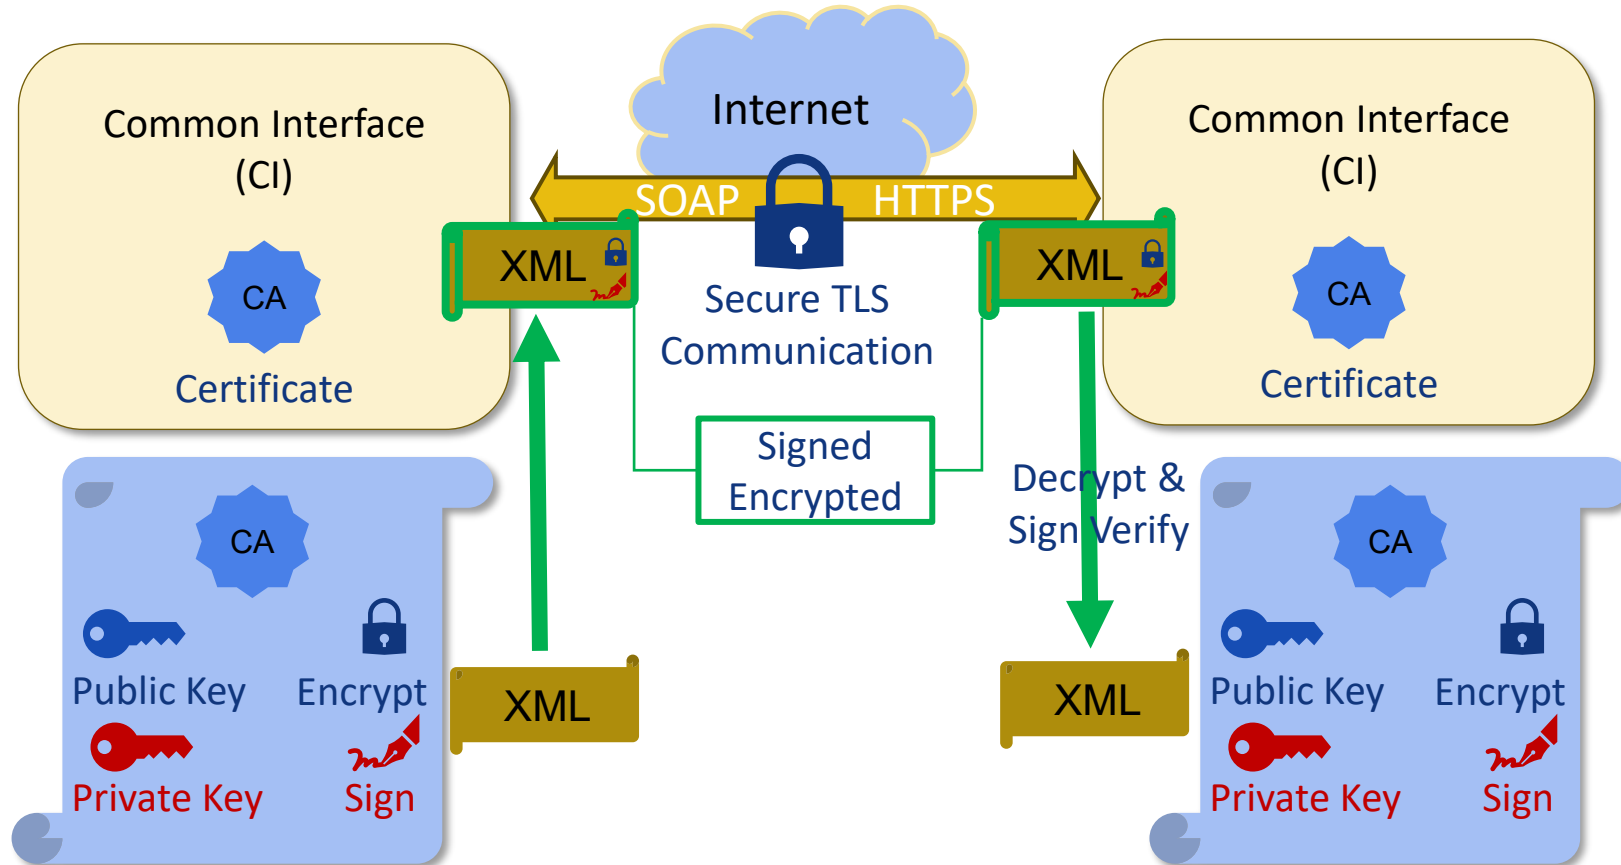 Internet
Common Interface
(CI)
Common Interface
(CI)
SOAP
HTTPS
XML
XML
CA
CA
Secure TLS
Communication
Certificate
Certificate
Signed
Encrypted
Decrypt &
Sign Verify
CA
CA
Public Key
Encrypt
Private Key
Sign
XML
XML
Public Key
Encrypt
Private Key
Sign